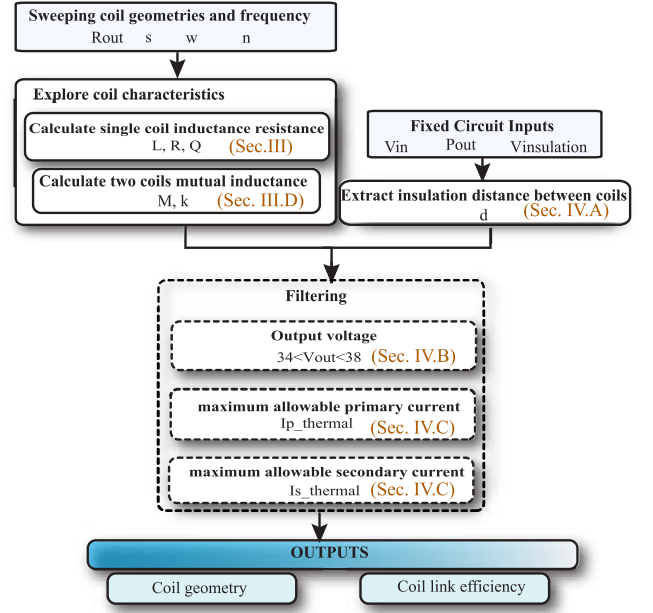 Sweeping coil geometries and frequency
Rout s w n
Explore coil characteristics
Calculate single coil inductance resistance
L, R, Q (Sec.III)
Calculate two coils mutual inductance
M, k (Sec. III.D)
Fixed Circuit Inputs
Vin Pout Vinsulation
Extract insulation distance between coils
d (Sec. IV.A)
Filtering
Output voltage
34<Vout<38 (Sec. IV.B)
maximum allowable primary current
Ip_thermal (Sec. IV.C)
maximum allowable secondary current
Is_thermal (Sec. IV.C)
OUTPUTS
Coil geometry
Coil link efficiency